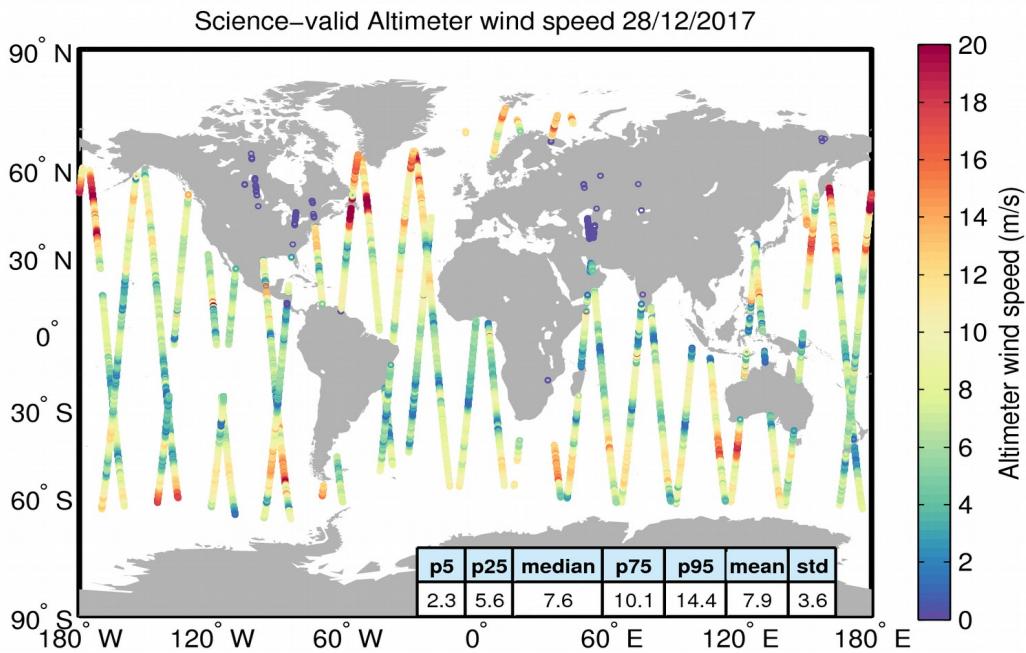 Science-valid Altimeter wind speed 28/12/2017
90° N
60° N
30° N
0°
30° S
60° S
90° S
180° W
120° W
60° W
0°
60° E
120° E
180° E
p5 p25 median p75 p95 mean std
2.3 5.6 7.6 10.1 14.4 7.9 3.6
20
18
16
14
12
10
8
6
4
2
0
Altimeter wind speed (m/s)